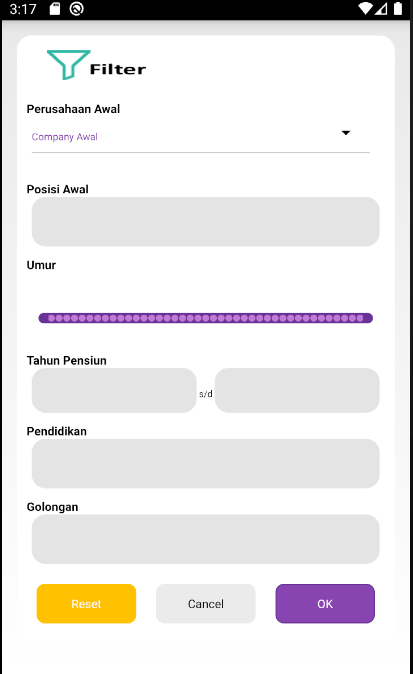 3:17
Filter
Perusahaan Awal
Company Awal
Posisi Awal
Umur
Tahun Pensiun
s/d
Pendidikan
Golongan
Reset Cancel OK